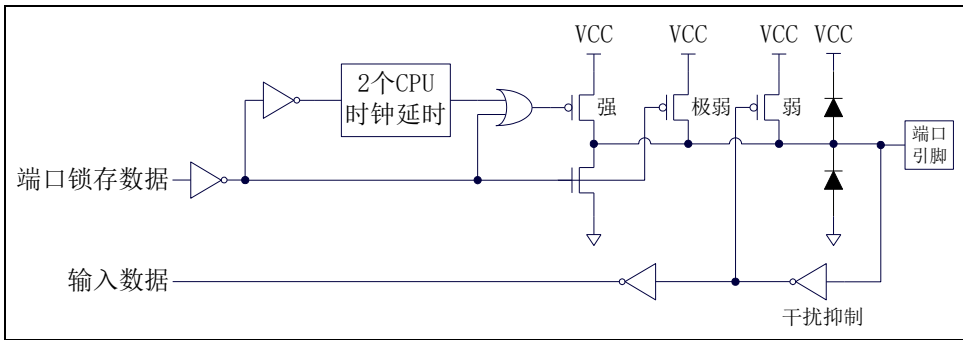 VCC
VCC
VCC
VCC
2个CPU
时钟延时
强
极弱
弱
端口
引脚
端口锁存数据
输入数据
干扰抑制